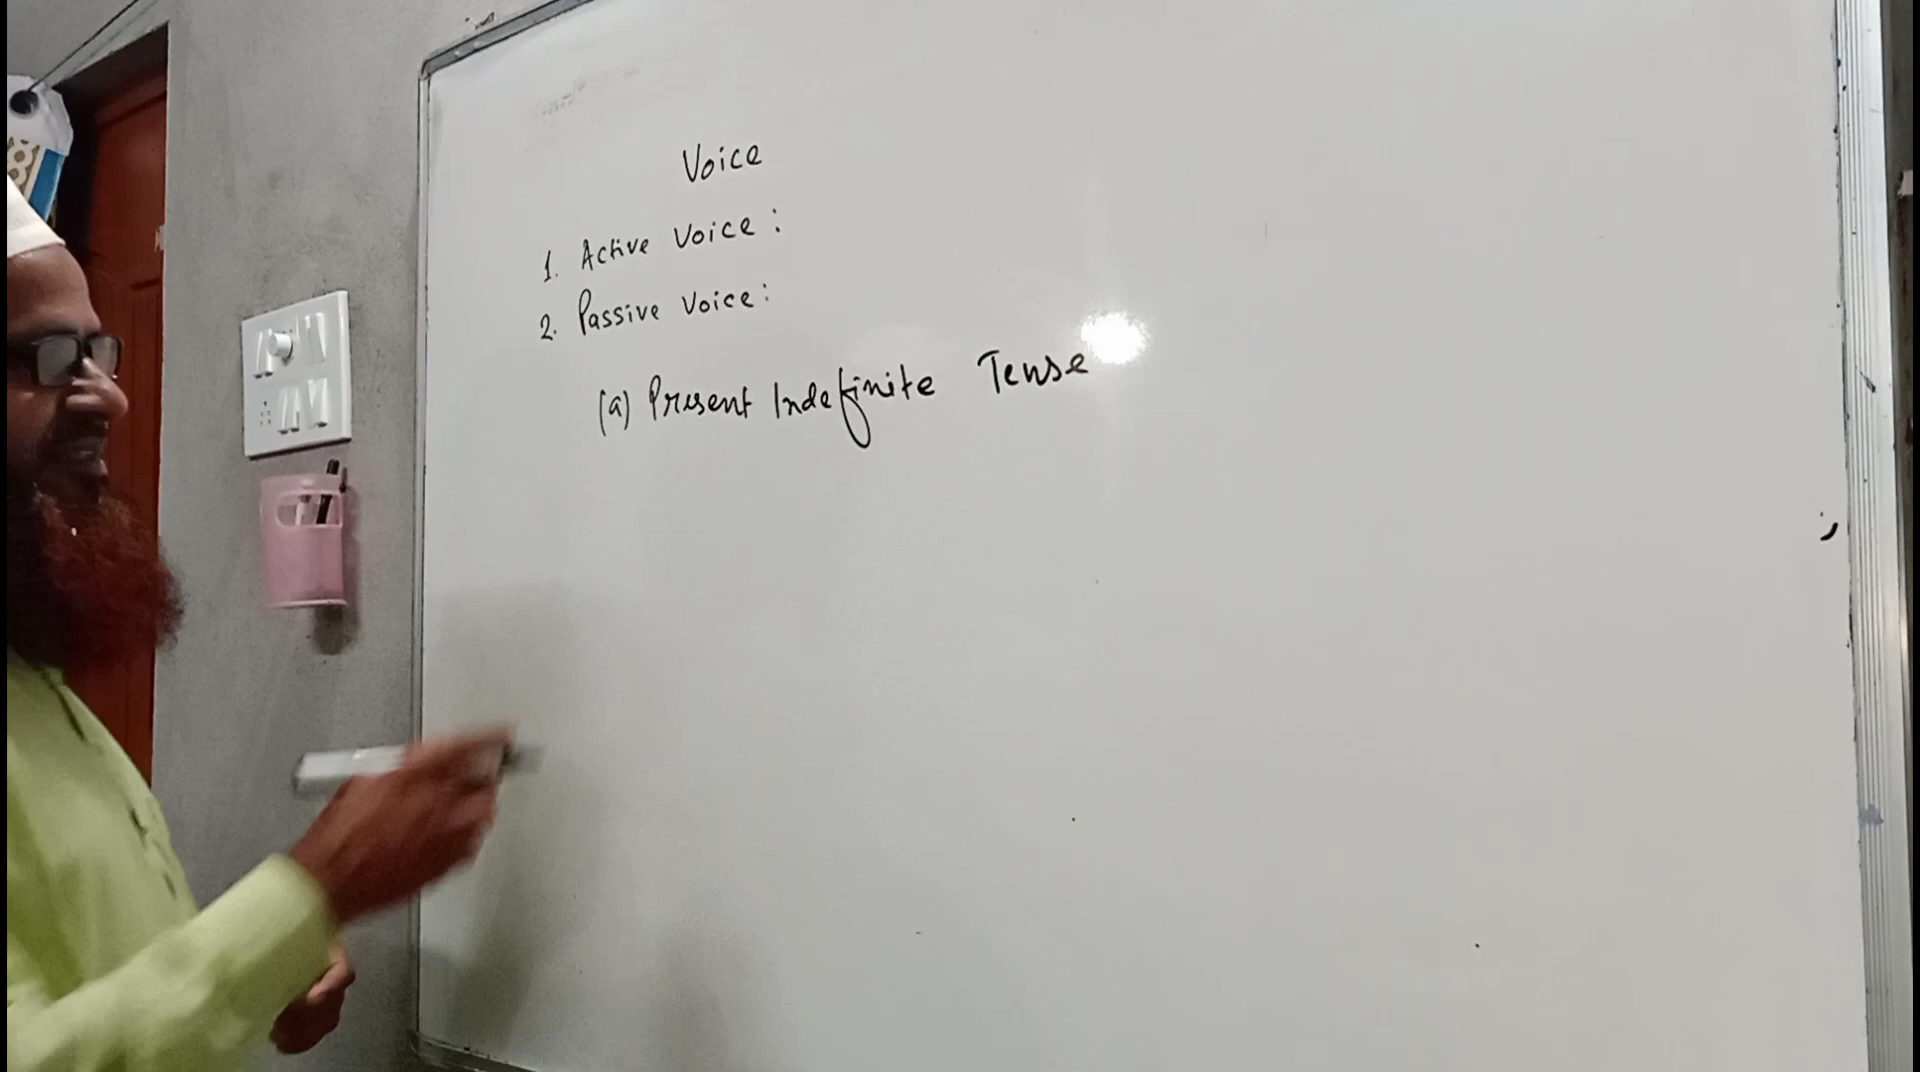 Voice
1. Active Voice:
2. Passive Voice:
(a) Present Indefinite Tense